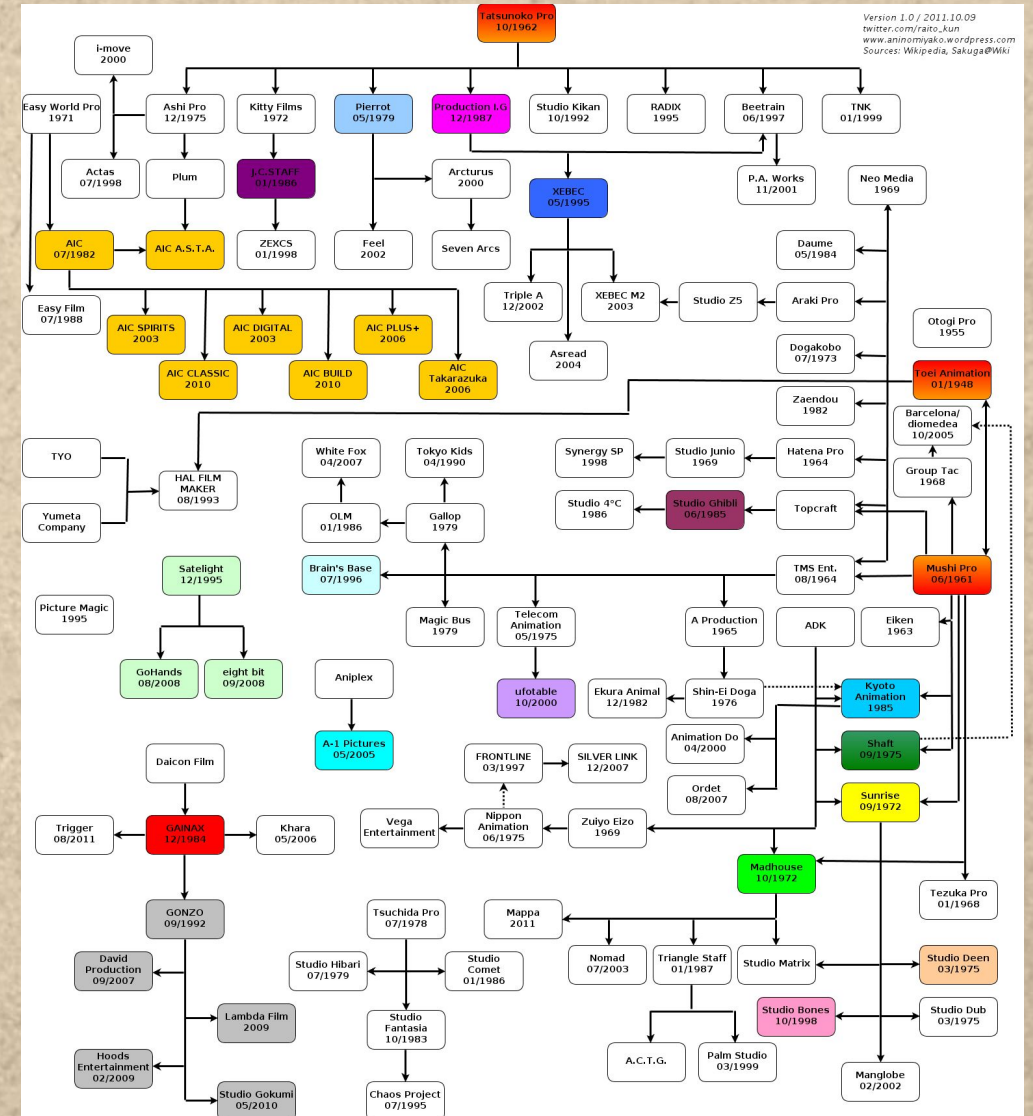 Tatsunoko Pro
10/1962
Version 1.0 / 2011.10.09
twitter.com/raito_kun
www.aninomiyako.wordpress.com
Sources: Wikipedia, Sakuga@Wiki
i-move
2000
Easy World Pro
1971
Ashi Pro
12/1975
Kitty Films
1972
Pierrot
05/1979
Production I.G
12/1987
Studio Kikan
10/1992
RADIX
1995
Beetrain
06/1997
TNK
01/1999
Actas
07/1998
Plum
J.C.STAFF
01/1986
Arcturus
2000
XEBEC
05/1995
P.A. Works
11/2001
Neo Media
1969
AIC
07/1982
AIC A.S.T.A.
ZEXCS
01/1998
Feel
2002
Seven Arcs
Daume
05/1984
Easy Film
07/1988
Triple A
12/2002
XEBEC M2
2003
Studio Z5
Araki Pro
AIC SPIRITS
2003
AIC DIGITAL
2003
AIC PLUS+
2006
Otogi Pro
1955
AIC CLASSIC
2010
AIC BUILD
2010
AIC
Takarazuka
2006
Asread
2004
Dogakobo
07/1973
Toei Animation
01/1948
Zaendou
1982
Barcelona/
diomedea
10/2005
TYO
HAL FILM
MAKER
08/1993
White Fox
04/2007
Tokyo Kids
04/1990
Synergy SP
1998
Studio Junio
1969
Hatena Pro
1964
Group Tac
1968
Yumeta
Company
OLM
01/1986
Gallop
1979
Studio 4°C
1986
Studio Ghibli
06/1985
Topcraft
Satelight
12/1995
Brain's Base
07/1996
TMS Ent.
08/1964
Mushi Pro
06/1961
Picture Magic
1995
Magic Bus
1979
Telecom
Animation
05/1975
A Production
1965
ADK
Eiken
1963
GoHands
08/2008
eight bit
09/2008
Aniplex
ufotable
10/2000
Ekura Animal
12/1982
Shin-Ei Doga
1976
Kyoto
Animation
1985
A-1 Pictures
05/2005
Animation Do
04/2000
Shaft
09/1975
Daicon Film
FRONTLINE
03/1997
SILVER LINK
12/2007
Ordet
08/2007
Sunrise
09/1972
Trigger
08/2011
GAINAX
12/1984
Khara
05/2006
Vega
Entertainment
Nippon
Animation
06/1975
Zuiyo Eizo
1969
Madhouse
10/1972
Tezuka Pro
01/1968
GONZO
09/1992
Tsuchida Pro
07/1978
Mappa
2011
David
Production
09/2007
Studio Hibari
07/1979
Studio
Comet
01/1986
Nomad
07/2003
Triangle Staff
01/1987
Studio Matrix
Studio Deen
03/1975
Lambda Film
2009
Studio
Fantasia
10/1983
Studio Bones
10/1998
Studio Dub
03/1975
Hoods
Entertainment
02/2009
A.C.T.G.
Palm Studio
03/1999
Manglobe
02/2002
Studio Gokumi
05/2010
Chaos Project
07/1995